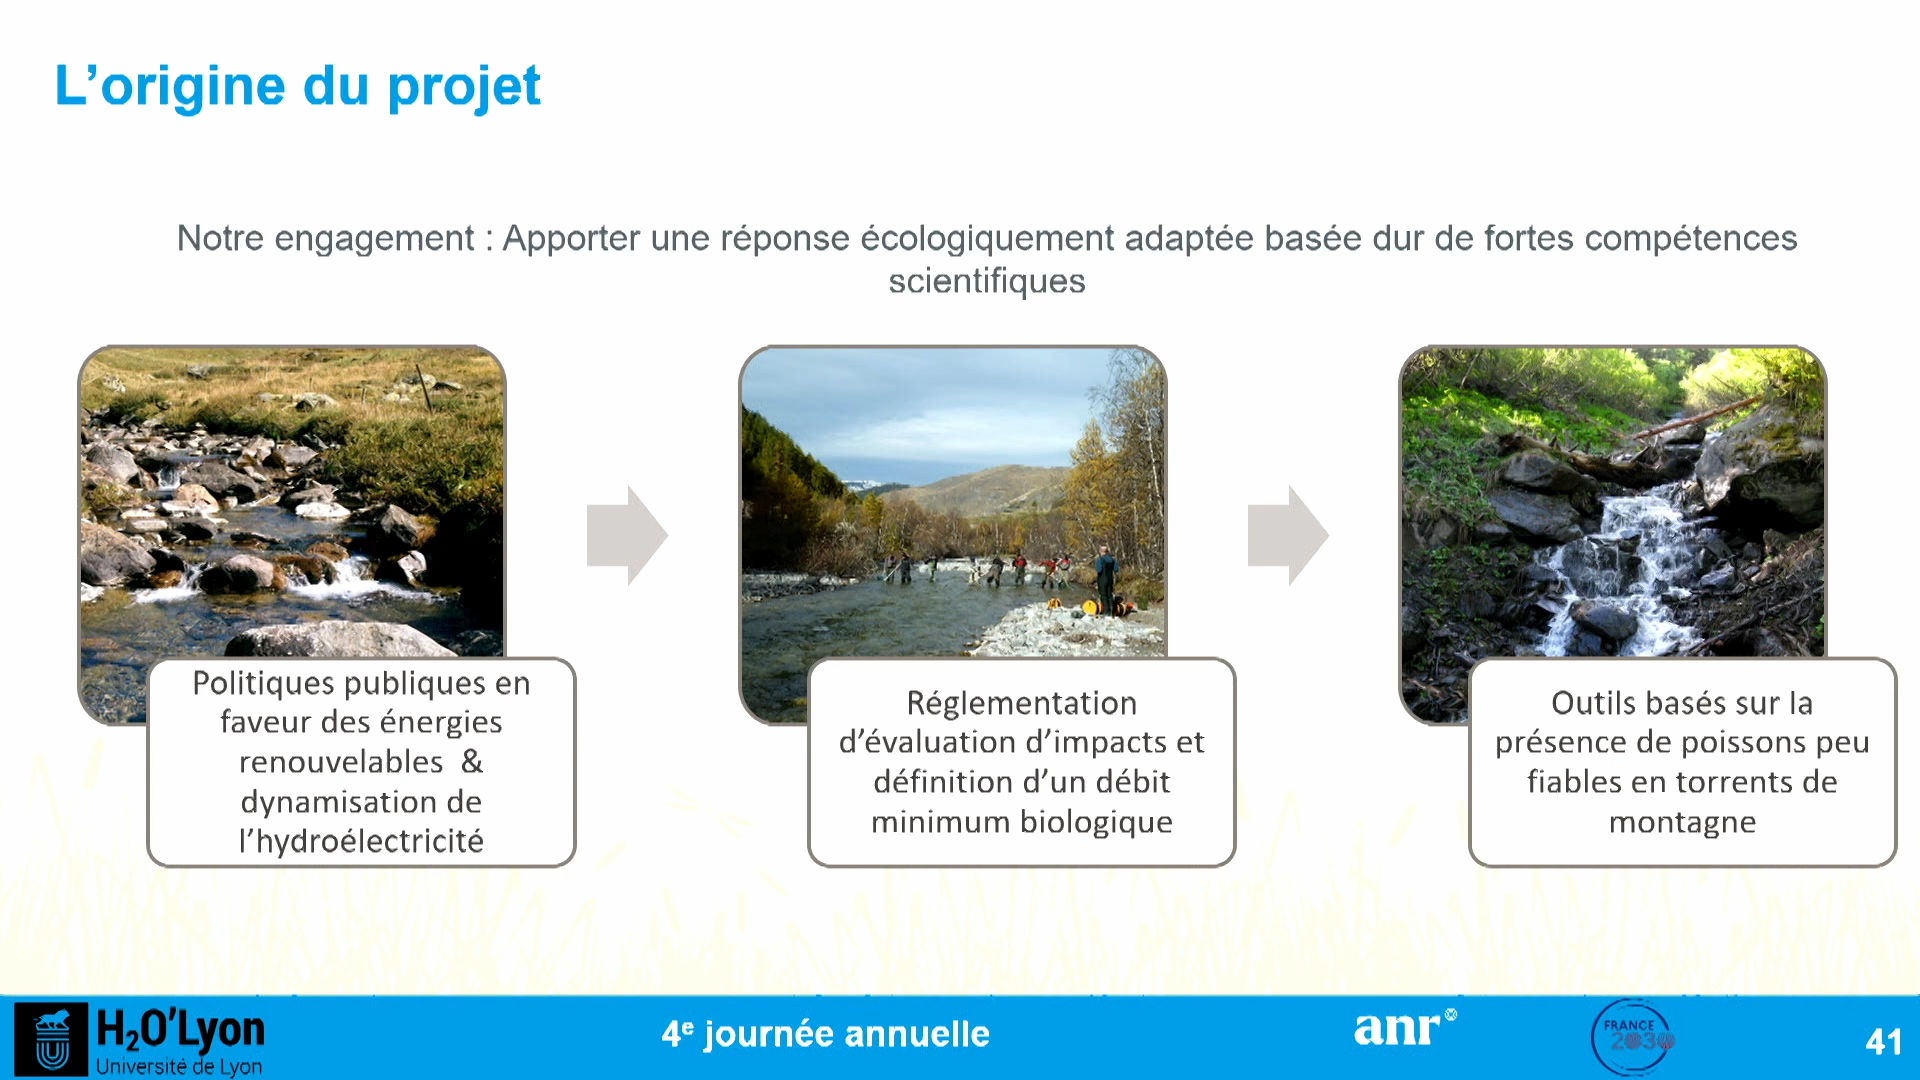 L’origine du projet
Notre engagement : Apporter une réponse écologiquement adaptée basée dur de fortes compétences
scientifiques
Politiques publiques en
faveur des énergies
renouvelables &
dynamisation de
l’hydroélectricité
Réglementation
d’évaluation d’impacts et
définition d’un débit
minimum biologique
Outils basés sur la
présence de poissons peu
fiables en torrents de
montagne
H₂O’Lyon
Université de Lyon
4ᵉ journée annuelle
anr
FRANCE
2030
41